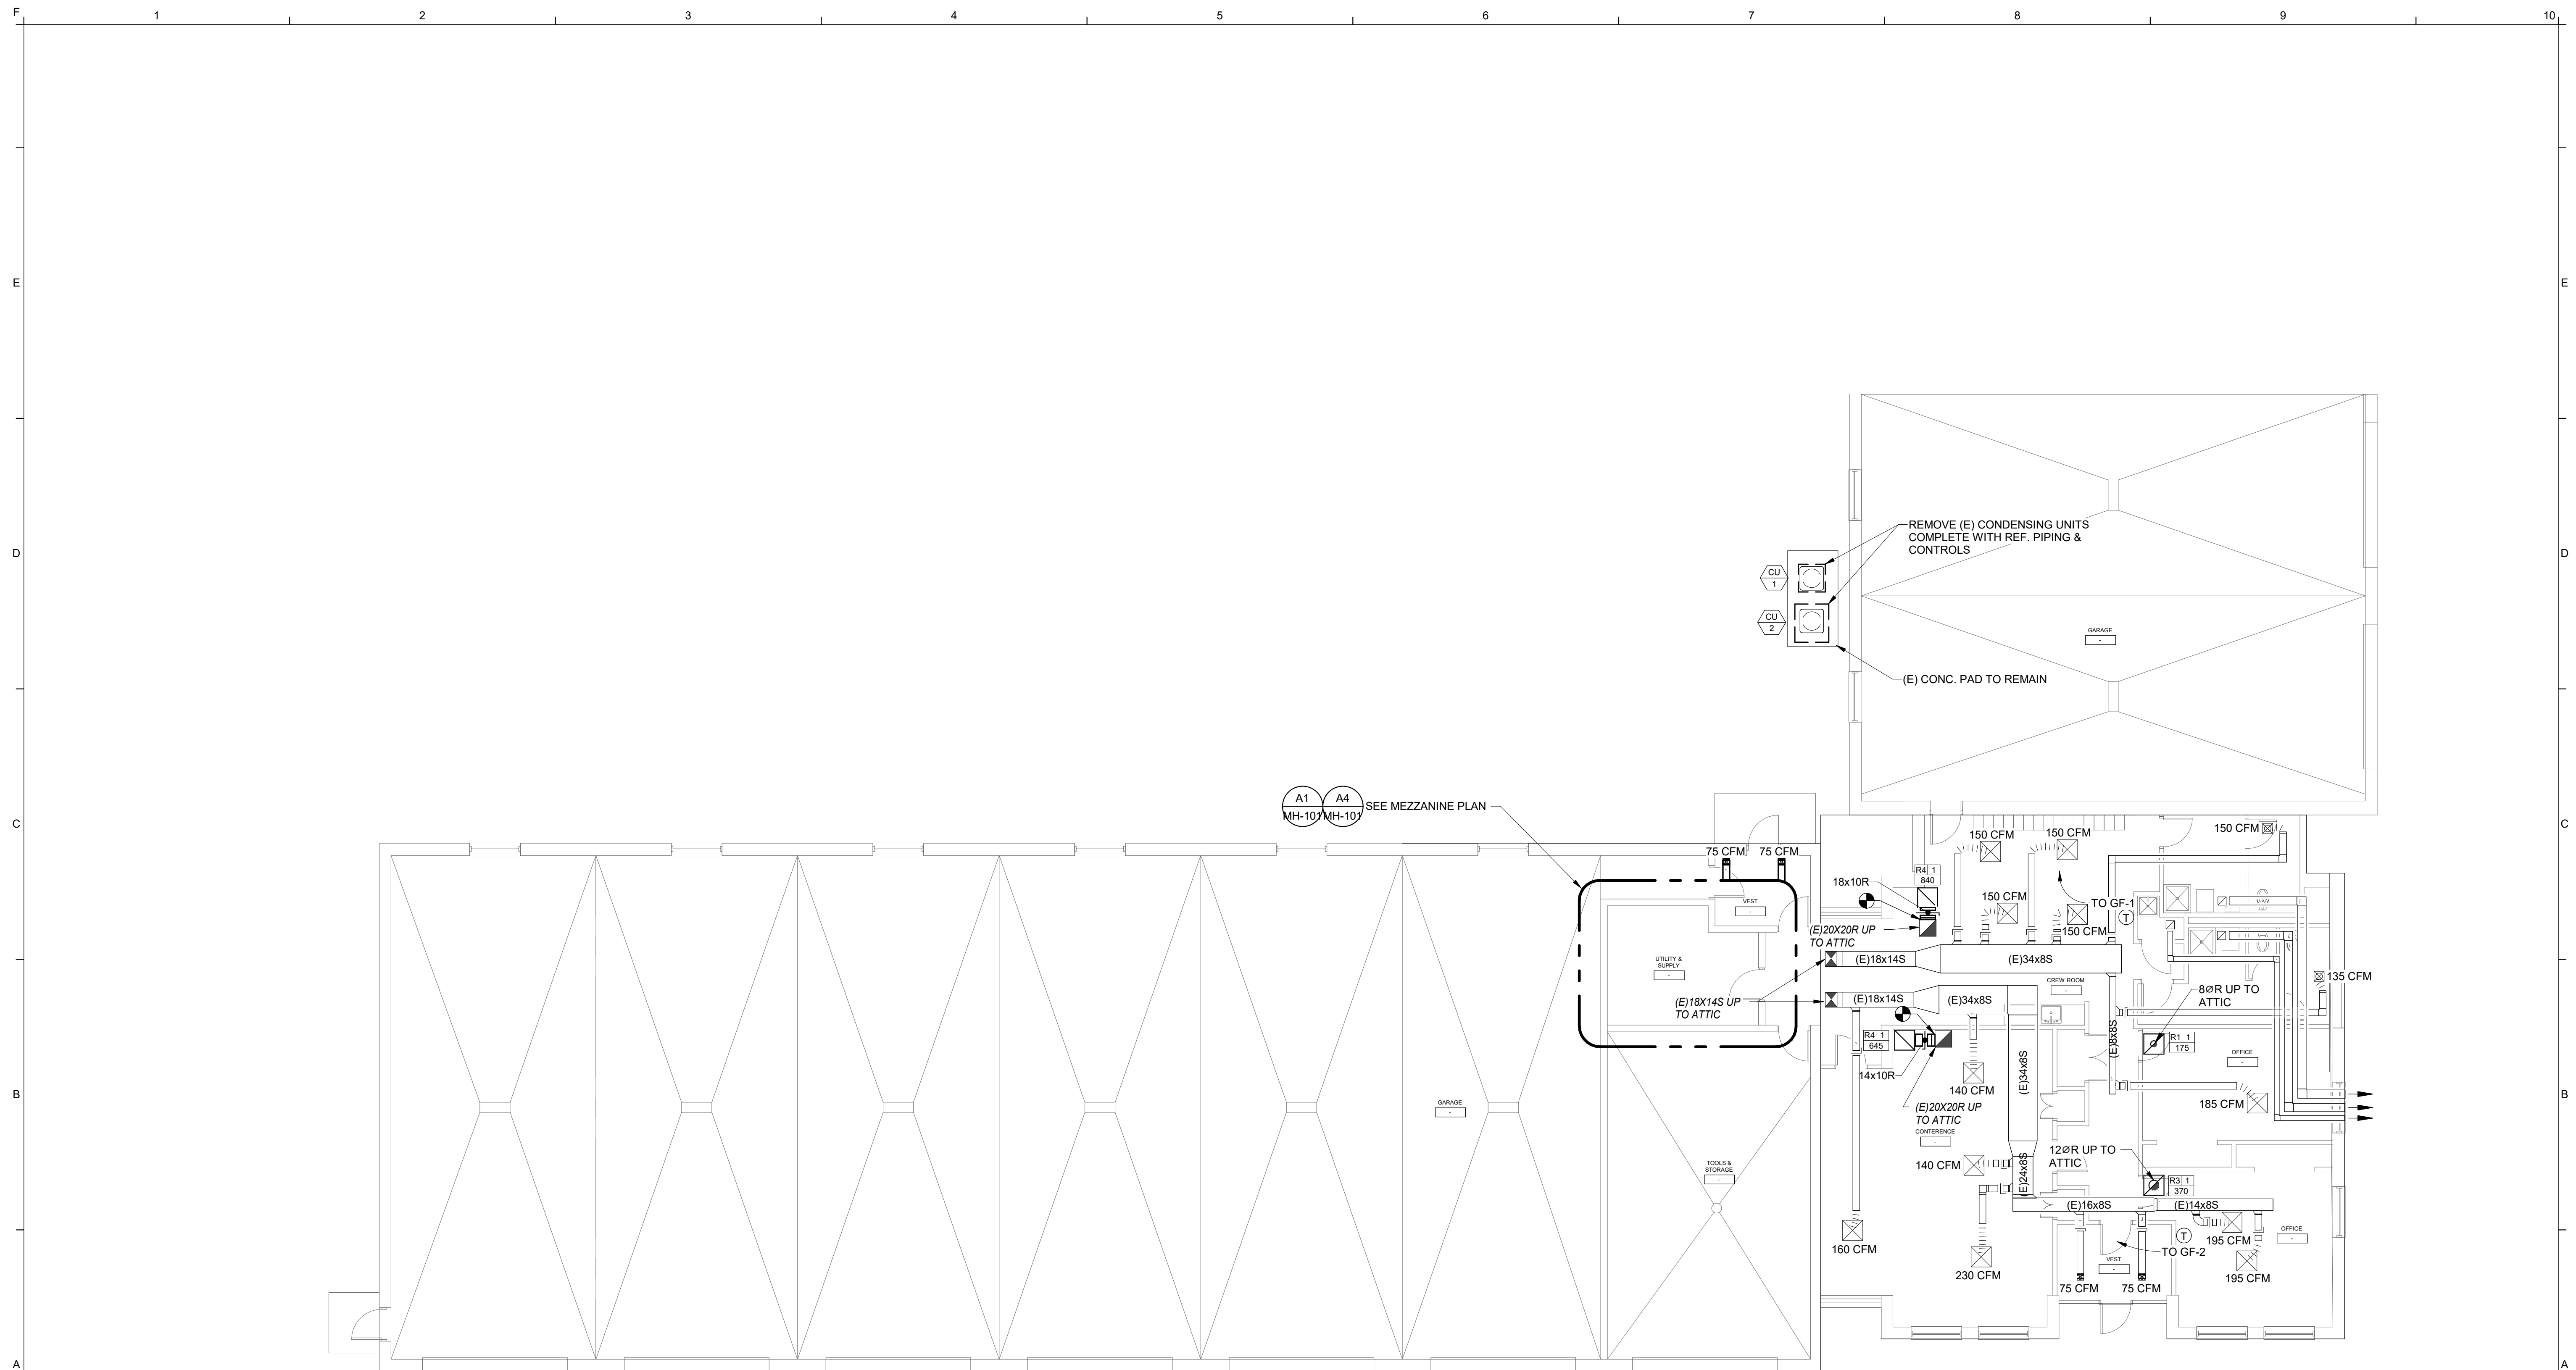 F
1
2
3
4
5
6
7
8
9
10
E
E
REMOVE (E) CONDENSING UNITS
COMPLETE WITH REF. PIPING &
CONTROLS
D
D
CU
1
CU
2
GARAGE
-
(E) CONC. PAD TO REMAIN
A1
MH-101
A4
MH-101
SEE MEZZANINE PLAN
C
C
150 CFM
150 CFM
150 CFM
75 CFM
75 CFM
R4 1
840
18x10R
150 CFM
TO GF-1
T
150 CFM
VEST
-
(E)20X20R UP
TO ATTIC
UTILITY &
SUPPLY
-
(E)18x14S
(E)34x8S
135 CFM
CREW ROOM
-
8ØR UP TO
ATTIC
(E)18X14S UP
TO ATTIC
(E)18x14S
(E)34x8S
(E)8x8S
R4 1
645
R1 1
175
OFFICE
-
14x10R
(E)34x8S
140 CFM
B
B
185 CFM
GARAGE
-
(E)20X20R UP
TO ATTIC
CONTERENCE
-
12ØR UP TO
ATTIC
TOOLS &
STORAGE
-
140 CFM
(E)24x8S
R3 1
370
(E)16x8S
(E)14x8S
OFFICE
-
T
195 CFM
160 CFM
TO GF-2
VEST
-
230 CFM
195 CFM
75 CFM
75 CFM
A
A